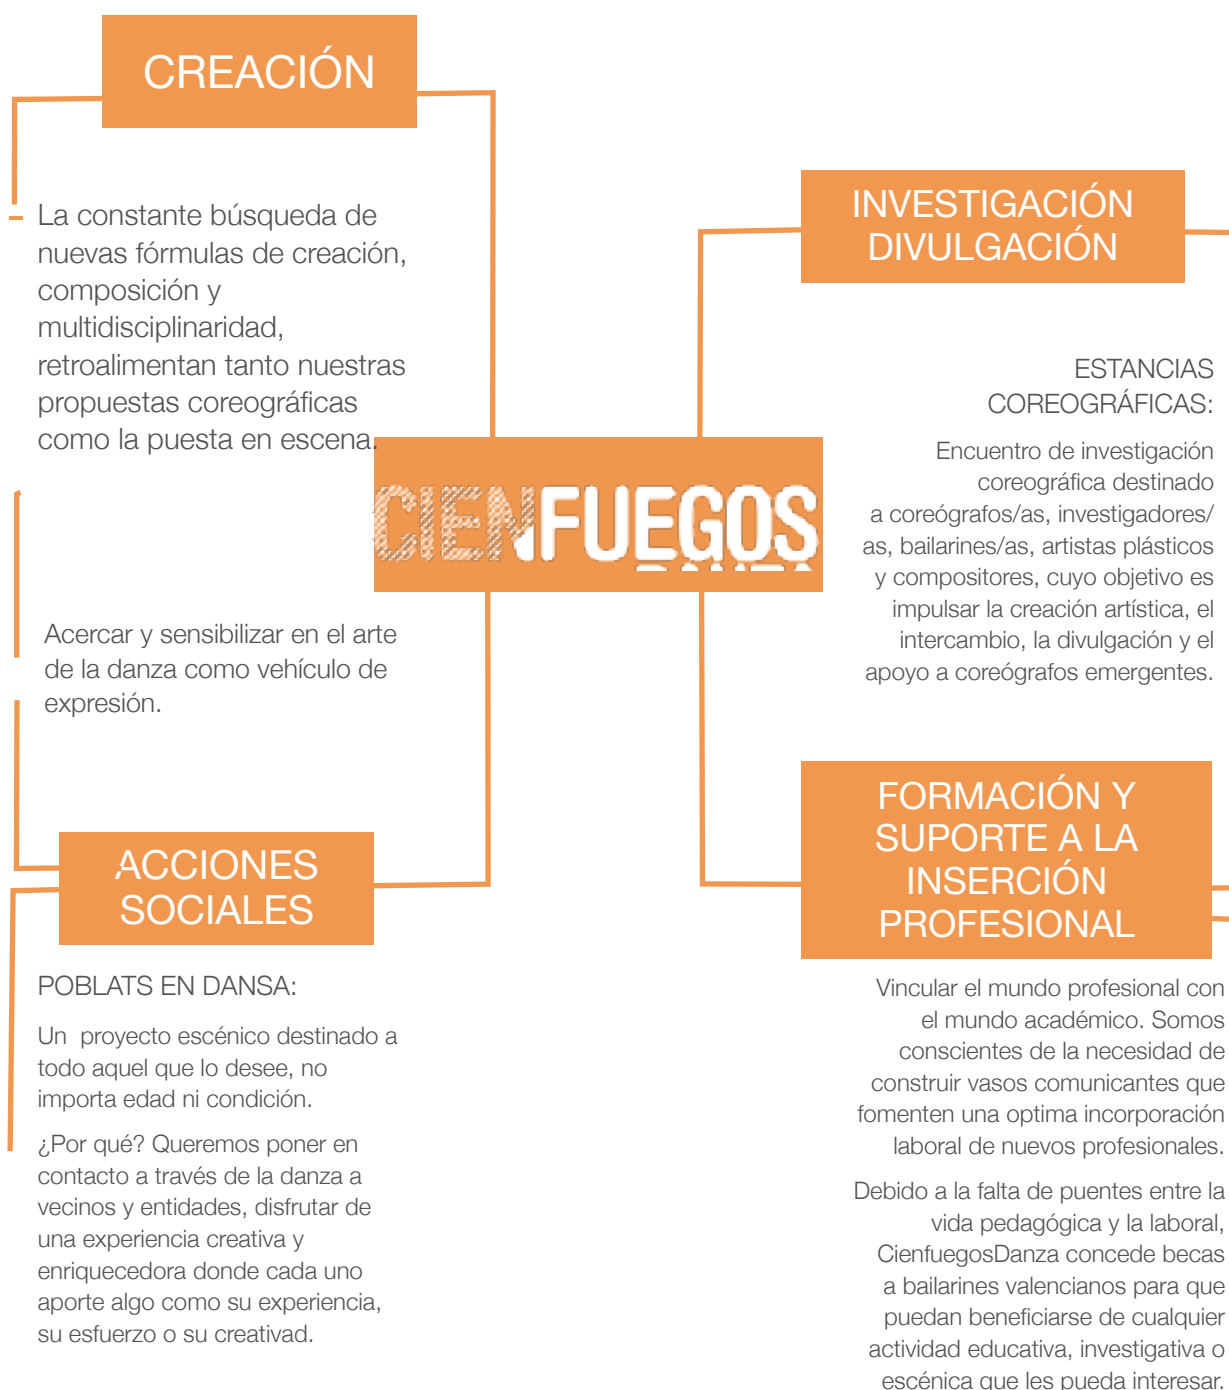 CREACIÓN
La constante búsqueda de
nuevas fórmulas de creación,
composición y
multidisciplinaridad,
retroalimentan tanto nuestras
propuestas coreográficas
como la puesta en escena.
INVESTIGACIÓN
DIVULGACIÓN
ESTANCIAS
COREOGRÁFICAS:
Encuentro de investigación
coreográfica destinado
a coreógrafos/as, investigadores/
as, bailarines/as, artistas plásticos
y compositores, cuyo objetivo es
impulsar la creación artística, el
intercambio, la divulgación y el
apoyo a coreógrafos emergentes.
CIENFUEGOS
Acercar y sensibilizar en el arte
de la danza como vehículo de
expresión.
ACCIONES
SOCIALES
POBLATS EN DANSA:
Un  proyecto escénico destinado a
todo aquel que lo desee, no
importa edad ni condición.
¿Por qué? Queremos poner en
contacto a través de la danza a
vecinos y entidades, disfrutar de
una experiencia creativa y
enriquecedora donde cada uno
aporte algo como su experiencia,
su esfuerzo o su creativad.
FORMACIÓN Y
SUPORTE A LA
INSERCIÓN
PROFESIONAL
Vincular el mundo profesional con
el mundo académico. Somos
conscientes de la necesidad de
construir vasos comunicantes que
fomenten una optima incorporación
laboral de nuevos profesionales.
Debido a la falta de puentes entre la
vida pedagógica y la laboral,
CienfuegosDanza concede becas
a bailarines valencianos para que
puedan beneficiarse de cualquier
actividad educativa, investigativa o
escénica que les pueda interesar.